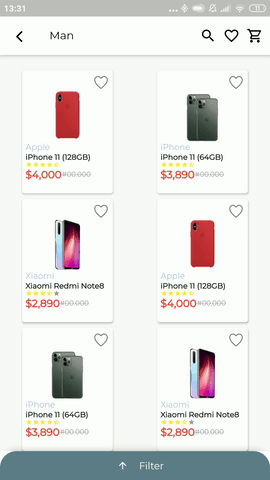 13:31
Man
Apple
iPhone 11 (128GB)
$4,000 #00.000
iPhone
iPhone 11 (64GB)
$3,890 #00.000
Xiaomi
Xiaomi Redmi Note8
$2,890 #00.000
Apple
iPhone 11 (128GB)
$4,000 #00.000
iPhone
iPhone 11 (64GB)
$3,890 #00.000
Xiaomi
Xiaomi Redmi Note8
$2,890 #00.000
Filter